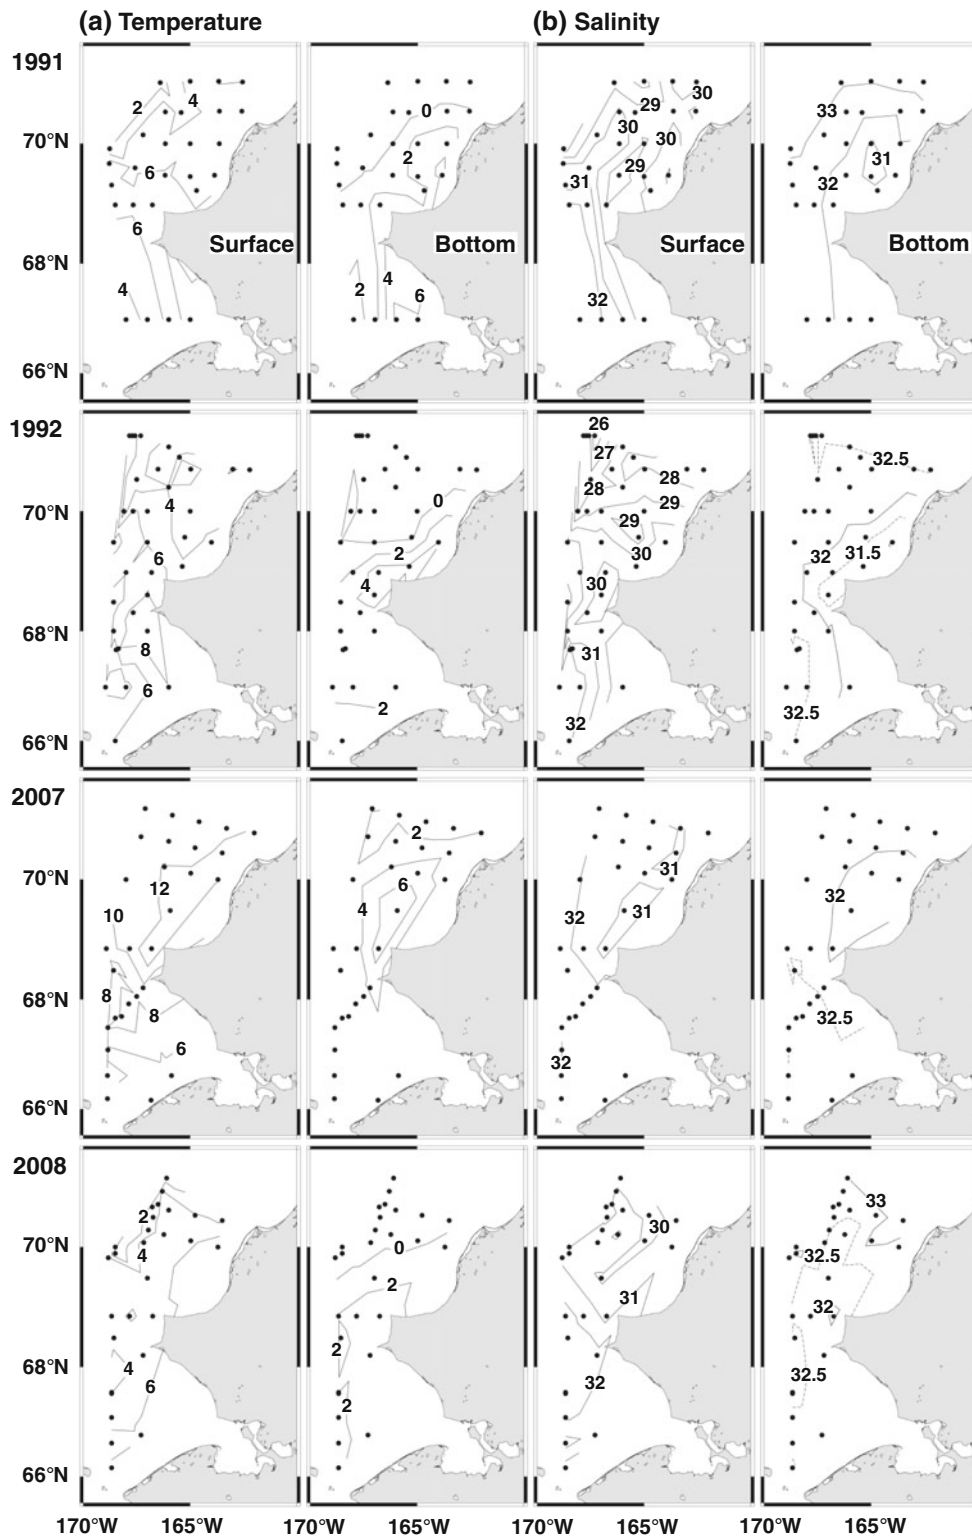 (a) Temperature (b) Salinity
1991
2 4 0 29 30 33
70°N 30 30
6 2 29 31
31 32
6
Surface Bottom Surface Bottom
68°N
4 2 4 6 32
66°N
1992
26
27 32.5
28 28
4 0 29
70°N 29
6 2 30 32 31.5
4 30
68°N
8 31
6 2 32 32.5
66°N
2007
2
31
70°N
12 6 32
10 4 32 31
8 8 32.5
68°N
6 32
66°N
2008
2 30 33
70°N 0
4 32.5
2 31 32
2
68°N
4 6 32 32.5
2
66°N
170°W 165°W 170°W 165°W 170°W 165°W 170°W 165°W